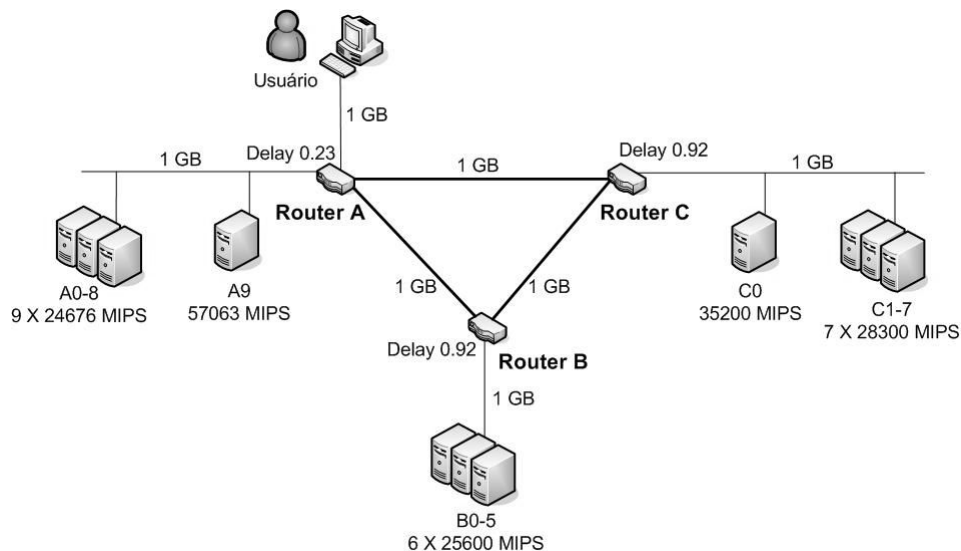 Usuário
1 GB
1 GB
Delay 0.23
1 GB
Delay 0.92
1 GB
Router A
Router C
A0-8
9 X 24676 MIPS
A9
57063 MIPS
1 GB
1 GB
C0
35200 MIPS
C1-7
7 X 28300 MIPS
Delay 0.92
Router B
1 GB
B0-5
6 X 25600 MIPS